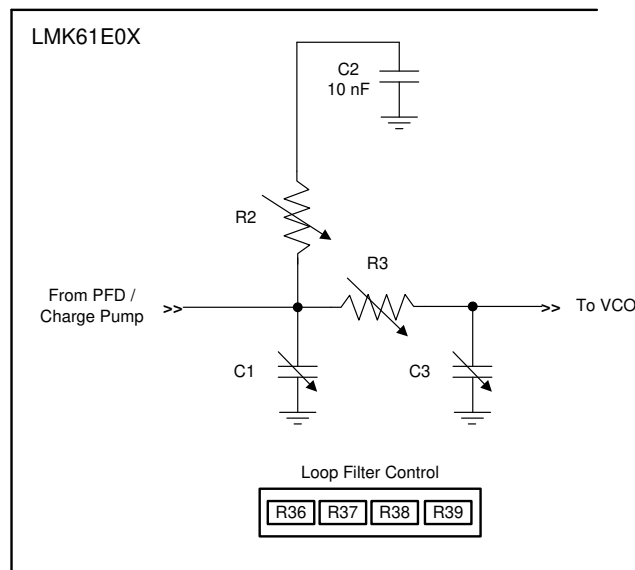 LMK61E0X
C2
10 nF
R2
R3
From PFD /
Charge Pump
>>
>>
To VCO
C1
C3
Loop Filter Control
R36 R37 R38 R39